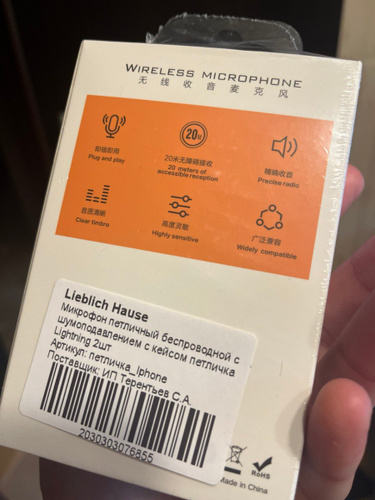 WIRELESS MICROPHONE
无线收音麦克风
即插即用
Plug and play
20M
20米无障碍接收
20 meters of
accessible reception
精确收音
Precise radio
音质清晰
Clear timbre
高度灵敏
Highly sensitive
广泛兼容
Widely compatible
Lieblich Hause
Микрофон петличный беспроводной с
шумоподавлением с кейсом петличка
Lightning 2шт
Артикул: петличка_iphone
Поставщик: ИП Терентьев С.А.
2030303076855
RoHS
Made in China